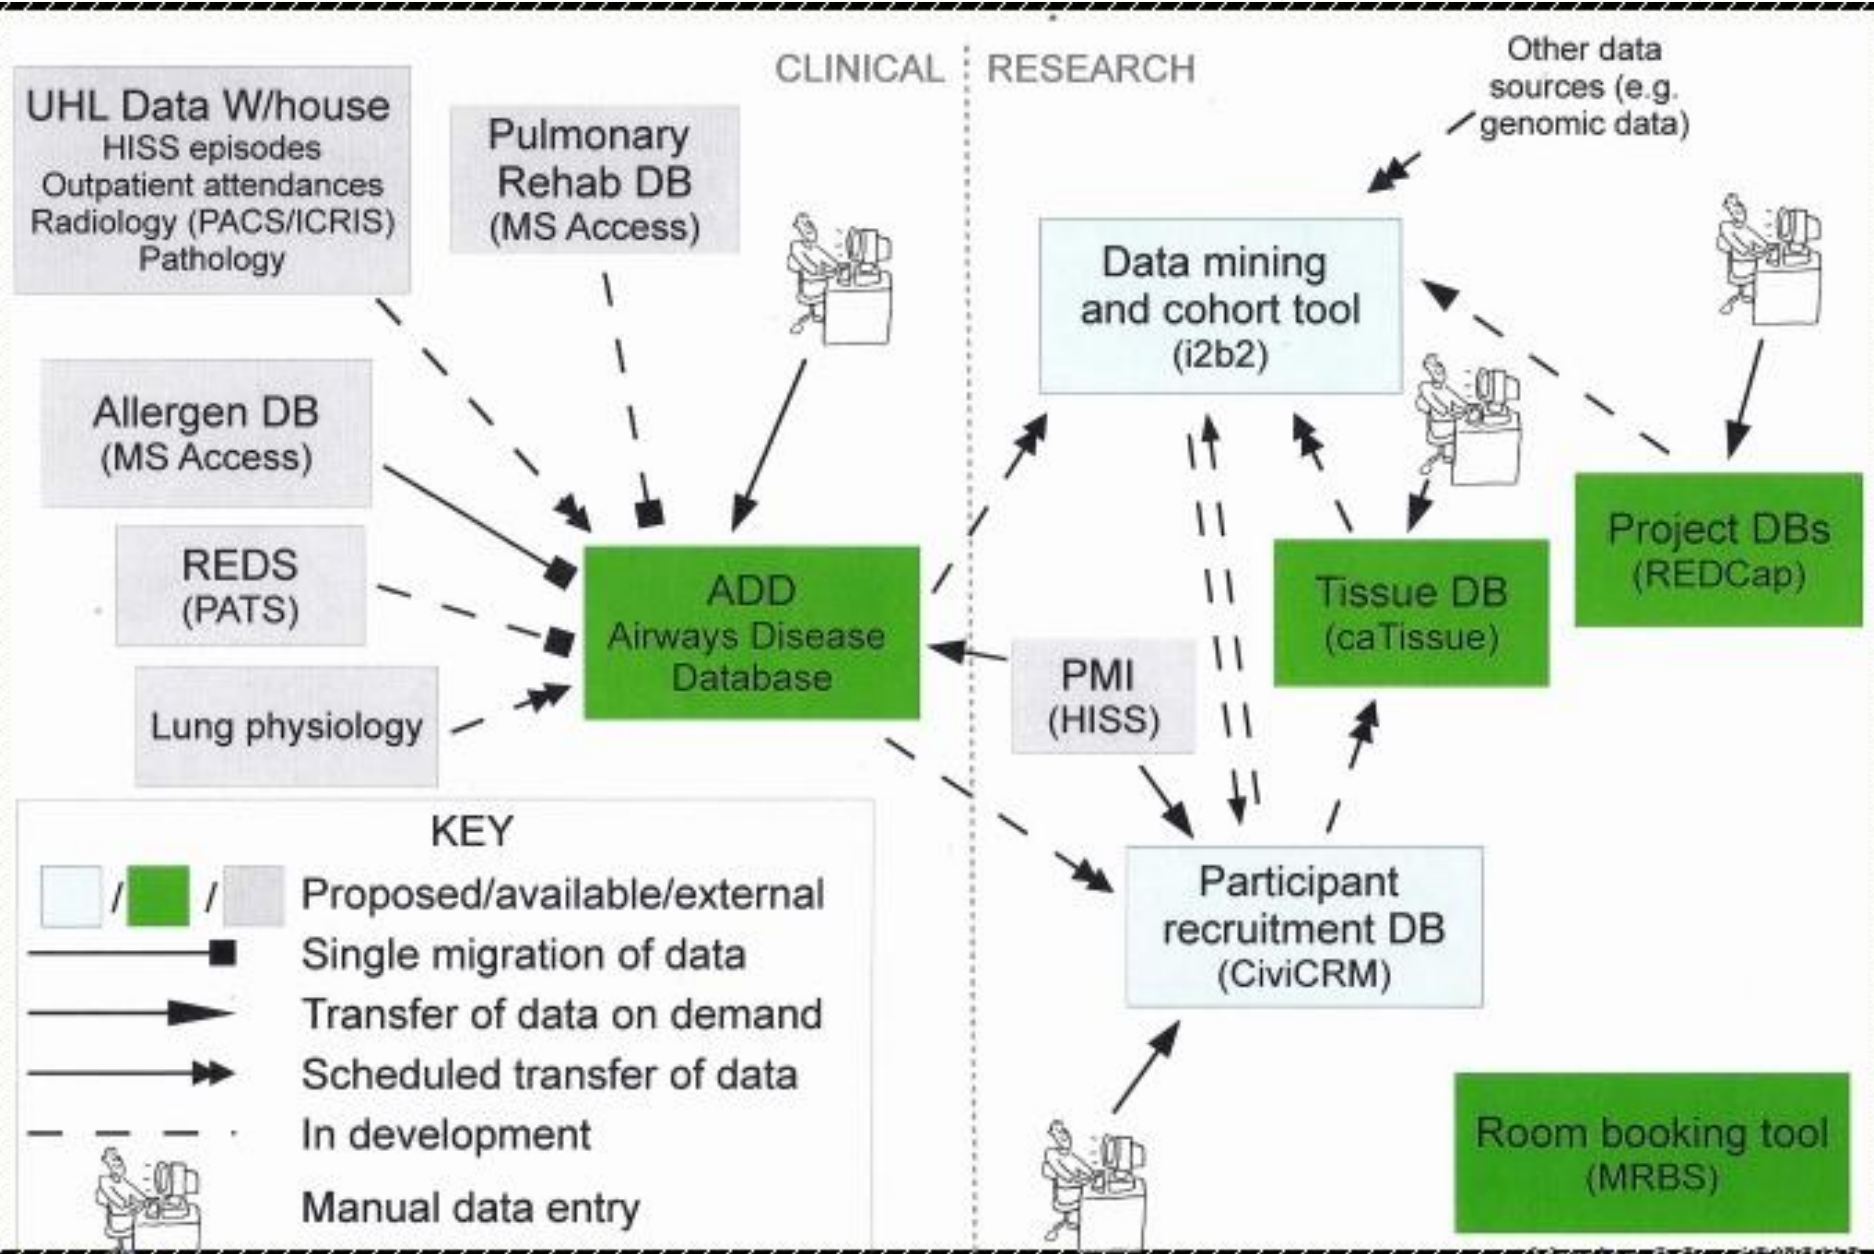 CLINICAL
RESEARCH
UHL Data W/house
HISS episodes
Outpatient attendances
Radiology (PACS/ICRIS)
Pathology
Pulmonary
Rehab DB
(MS Access)
Other data
sources (e.g.
genomic data)
Data mining
and cohort tool
(i2b2)
Allergen DB
(MS Access)
REDS
(PATS)
Lung physiology
ADD
Airways Disease
Database
PMI
(HISS)
Tissue DB
(caTissue)
Project DBs
(REDCap)
Participant
recruitment DB
(CiviCRM)
Room booking tool
(MRBS)
KEY
/ / Proposed/available/external
Single migration of data
Transfer of data on demand
Scheduled transfer of data
In development
Manual data entry